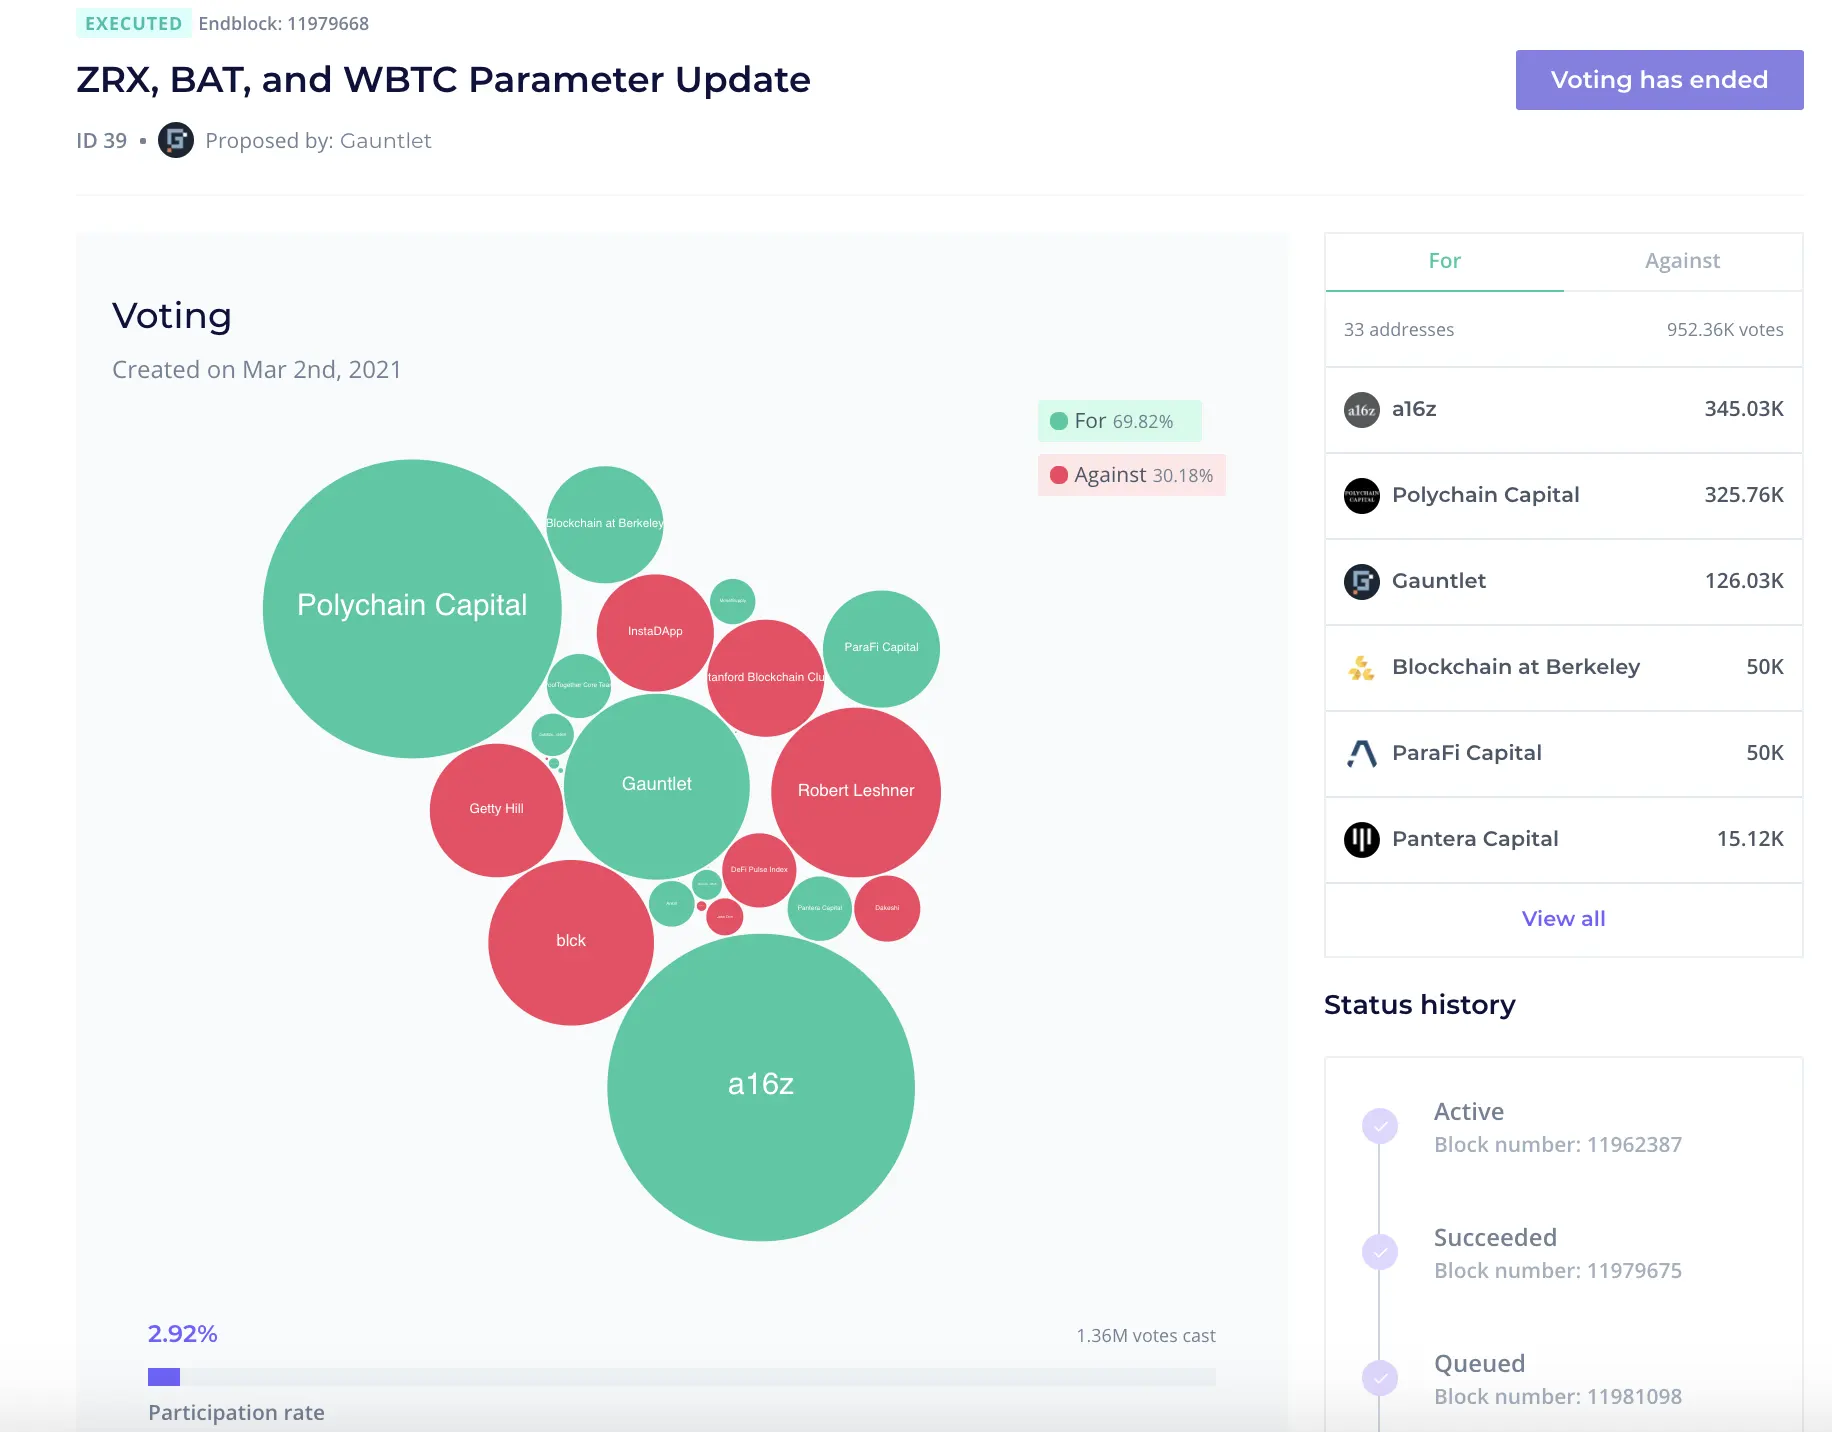 EXECUTED Endblock: 11979668
ZRX, BAT, and WBTC Parameter Update
Voting has ended
ID 39 • Proposed by: Gauntlet
Voting
Created on Mar 2nd, 2021
For 69.82%
Against 30.18%
Polychain Capital
Blockchain at Berkeley
InstaDApp
ParaFi Capital
tanford Blockchain Clu
Gauntlet
Robert Leshner
Getty Hill
DeFi Pulse Index
Pantera Capital
Dakeshi
blck
a16z
2.92%
1.36M votes cast
Participation rate
For Against
33 addresses 952.36K votes
a16z a16z 345.03K
POLYCHAIN CAPITAL Polychain Capital 325.76K
Gauntlet 126.03K
Blockchain at Berkeley 50K
ParaFi Capital 50K
Pantera Capital 15.12K
View all
Status history
Active
Block number: 11962387
Succeeded
Block number: 11979675
Queued
Block number: 11981098